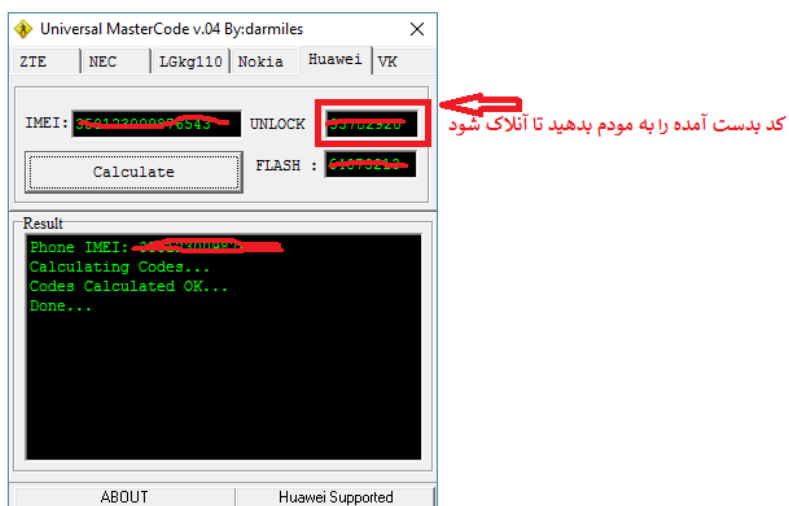 Universal MasterCode v.04 By:darmiles
ZTE NEC LGkg110 Nokia Huawei VK
IMEI: UNLOCK
کد بدست آمده را به مودم بدهید تا آنلاک شود
Calculate FLASH :
Result
Phone IMEI:
Calculating Codes...
Codes Calculated OK...
Done...
ABOUT Huawei Supported